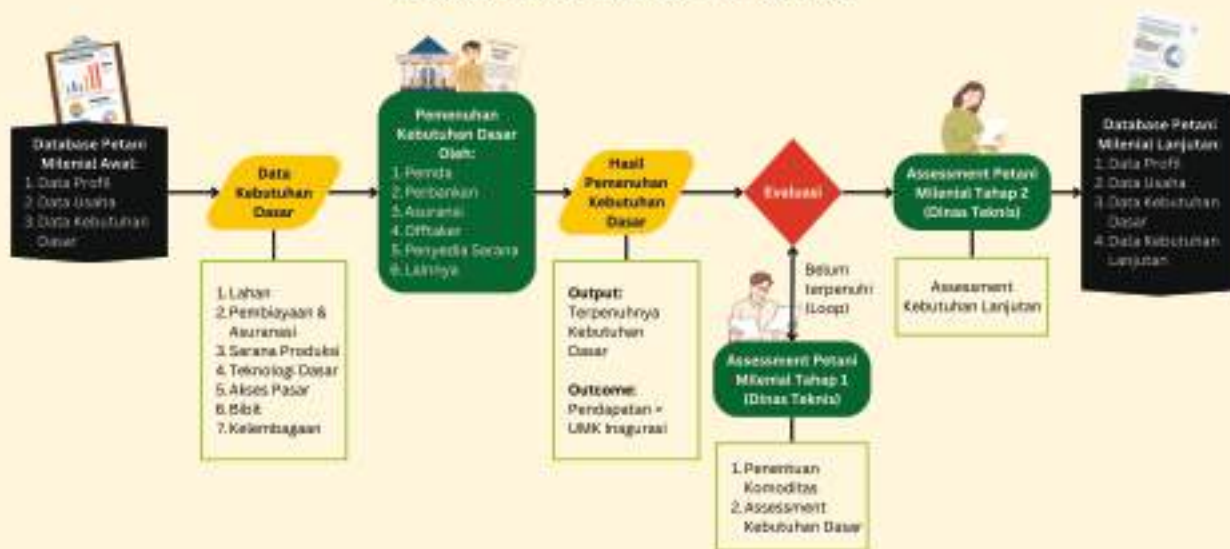 Database Petani
Milenial Awal:
1. Data Profil
2. Data Usaha
3. Data Kebutuhan
Dasar
Data
Kebutuhan
Dasar
1. Lahan
2. Pembiayaan &
Asuranasi
3. Sarana Produksi
4. Teknologi Dasar
5. Akses Pasar
6. Bibit
7. Kelembagaan
Pemenuhan
Kebutuhan Dasar
Oleh:
1. Pemda
2. Perbankan
3. Asuransi
4. Offtaker
5. Penyedia Sarana
6. Lainnya
Hasil
Pemenuhan
Kebutuhan
Dasar
Output:
Terpenuhnya
Kebutuhan
Dasar
Outcome:
Pendapatan
UMK Inagurasi
Evaluasi
Belum
terpenuhi
(Loop)
Assessment Petani
Milenial Tahap 1
(Dinas Teknis)
1. Penentuan
Komoditas
2. Assessment
Kebutuhan Dasar
Assessment Petani
Milenial Tahap 2
(Dinas Teknis)
Assessment
Kebutuhan Lanjutan
Database Petani
Milenial Lanjutan:
1. Data Profil
2. Data Usaha
3. Data Kebutuhan
Dasar
4. Data Kebutuhan
Lanjutan